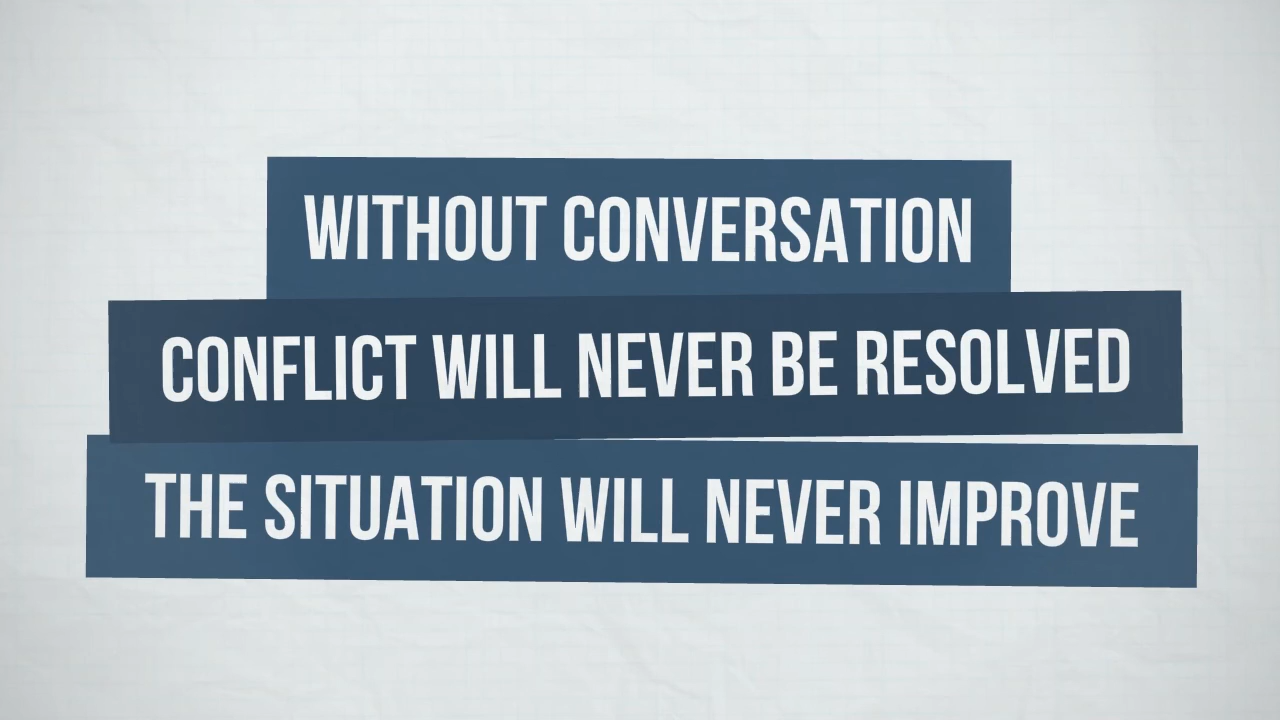 WITHOUT CONVERSATION
CONFLICT WILL NEVER BE RESOLVED
THE SITUATION WILL NEVER IMPROVE